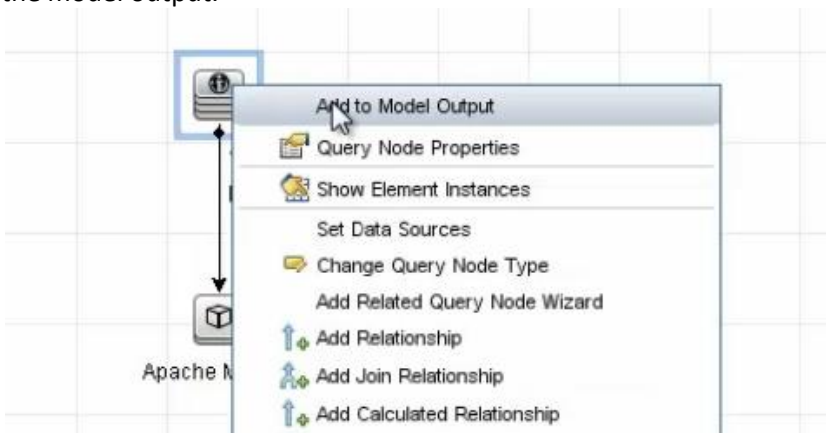 the model output.
Add to Model Output
Query Node Properties
Show Element Instances
Set Data Sources
Change Query Node Type
Add Related Query Node Wizard
Add Relationship
Apache
Add Join Relationship
Add Calculated Relationship